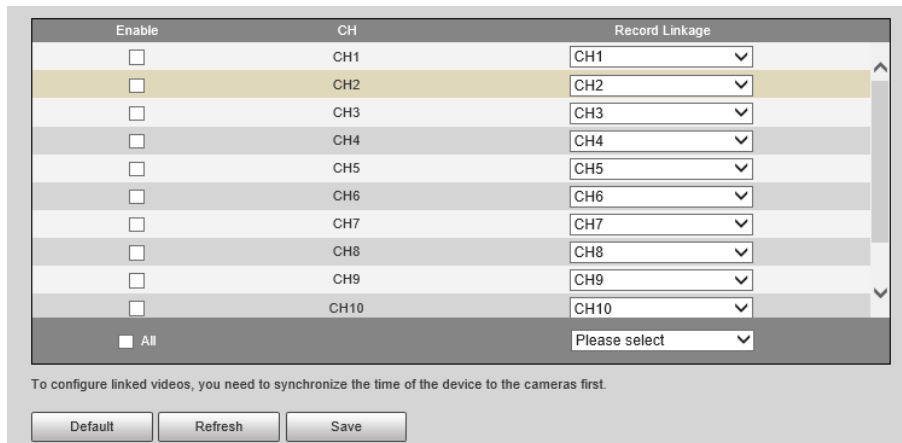 Enable CH Record Linkage
CH1 CH1
CH2 CH2
CH3 CH3
CH4 CH4
CH5 CH5
CH6 CH6
CH7 CH7
CH8 CH8
CH9 CH9
CH10 CH10
All Please select
To configure linked videos, you need to synchronize the time of the device to the cameras first.
Default Refresh Save